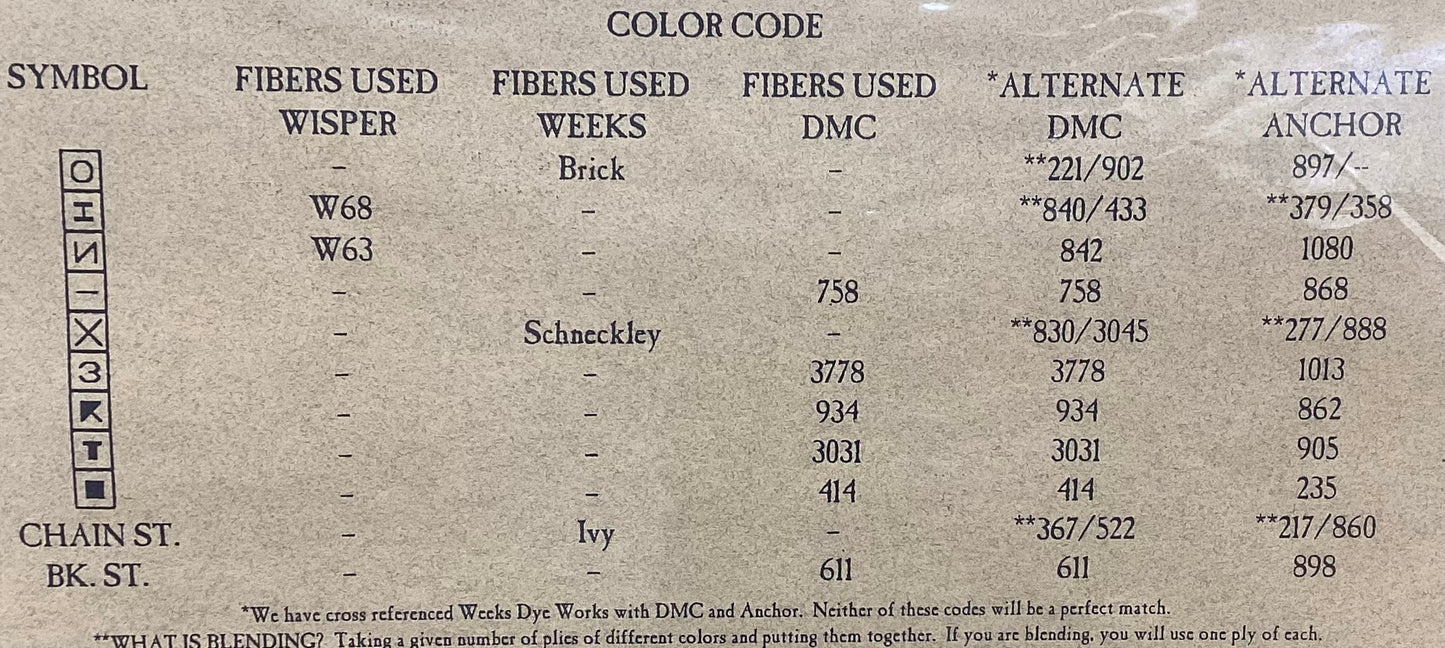 COLOR CODE
SYMBOL FIBERS USED WISPER FIBERS USED WEEKS FIBERS USED DMC *ALTERNATE DMC *ALTERNATE ANCHOR
O – Brick – **221/902 897/--
I W68 – – **840/433 **379/358
И W63 – – 842 1080
– – – 758 758 868
X – Schneckley – **830/3045 **277/888
3 – – 3778 3778 1013
– – 934 934 862
T – – 3031 3031 905
■ – – 414 414 235
CHAIN ST. – Ivy – **367/522 **217/860
BK. ST. – – 611 611 898
*We have cross referenced Weeks Dye Works with DMC and Anchor. Neither of these codes will be a perfect match.
**WHAT IS BLENDING? Taking a given number of plies of different colors and putting them together. If you are blending, you will use one ply of each.